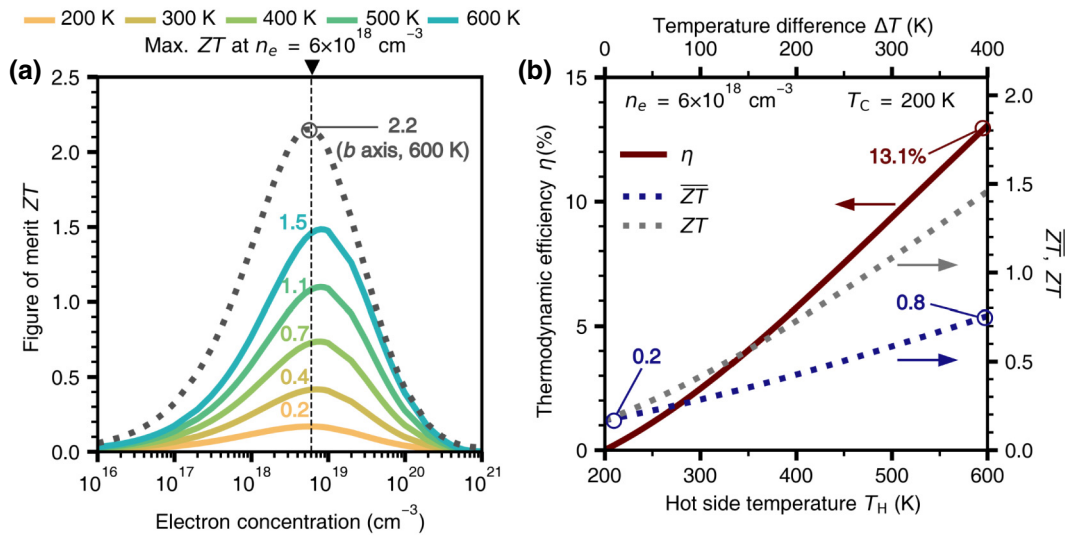 200 K 300 K 400 K 500 K 600 K
Max. ZT at nₑ = 6×10¹⁸ cm⁻³
(a)
2.5
2.0
1.5
1.0
0.5
0.0
Figure of merit ZT
2.2
(b axis, 600 K)
1.5
1.1
0.7
0.4
0.2
10¹⁶ 10¹⁷ 10¹⁸ 10¹⁹ 10²⁰ 10²¹
Electron concentration (cm⁻³)
(b)
Temperature difference ΔT (K)
0 100 200 300 400
15
10
5
0
Thermodynamic efficiency η (%)
nₑ = 6×10¹⁸ cm⁻³ T_C = 200 K
η
Z̅T̅
ZT
13.1%
0.8
0.2
2.0
1.5
1.0
0.5
0.0
Z̅T̅, ZT
200 300 400 500 600
Hot side temperature T_H (K)